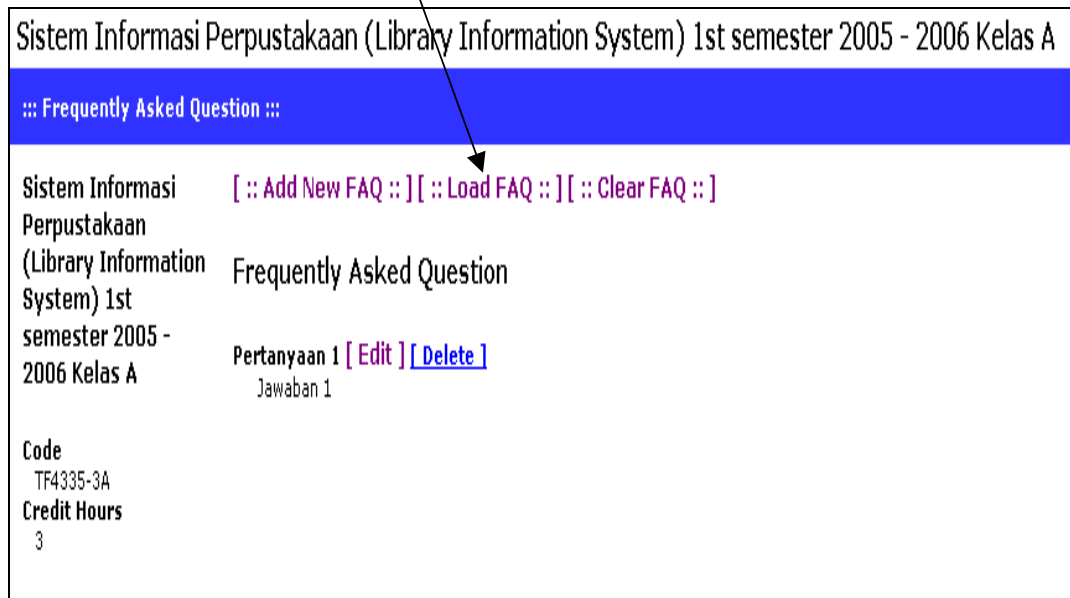 Sistem Informasi Perpustakaan (Library Information System) 1st semester 2005 - 2006 Kelas A
::: Frequently Asked Question :::
Sistem Informasi
Perpustakaan
(Library Information
System) 1st
semester 2005 -
2006 Kelas A
Code
TF4335-3A
Credit Hours
3
[ :: Add New FAQ :: ] [ :: Load FAQ :: ] [ :: Clear FAQ :: ]
Frequently Asked Question
Pertanyaan 1 [ Edit ] [ Delete ]
Jawaban 1